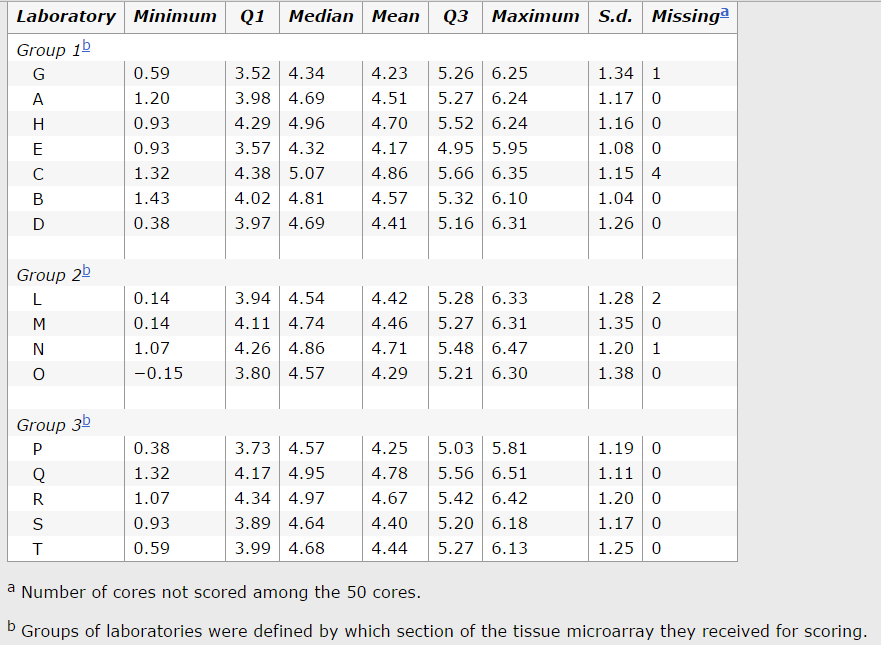 Laboratory Minimum Q1 Median Mean Q3 Maximum S.d. Missinga
Group 1b
G 0.59 3.52 4.34 4.23 5.26 6.25 1.34 1
A 1.20 3.98 4.69 4.51 5.27 6.24 1.17 0
H 0.93 4.29 4.96 4.70 5.52 6.24 1.16 0
E 0.93 3.57 4.32 4.17 4.95 5.95 1.08 0
C 1.32 4.38 5.07 4.86 5.66 6.35 1.15 4
B 1.43 4.02 4.81 4.57 5.32 6.10 1.04 0
D 0.38 3.97 4.69 4.41 5.16 6.31 1.26 0
Group 2b
L 0.14 3.94 4.54 4.42 5.28 6.33 1.28 2
M 0.14 4.11 4.74 4.46 5.27 6.31 1.35 0
N 1.07 4.26 4.86 4.71 5.48 6.47 1.20 1
O −0.15 3.80 4.57 4.29 5.21 6.30 1.38 0
Group 3b
P 0.38 3.73 4.57 4.25 5.03 5.81 1.19 0
Q 1.32 4.17 4.95 4.78 5.56 6.51 1.11 0
R 1.07 4.34 4.97 4.67 5.42 6.42 1.20 0
S 0.93 3.89 4.64 4.40 5.20 6.18 1.17 0
T 0.59 3.99 4.68 4.44 5.27 6.13 1.25 0
a Number of cores not scored among the 50 cores.
b Groups of laboratories were defined by which section of the tissue microarray they received for scoring.